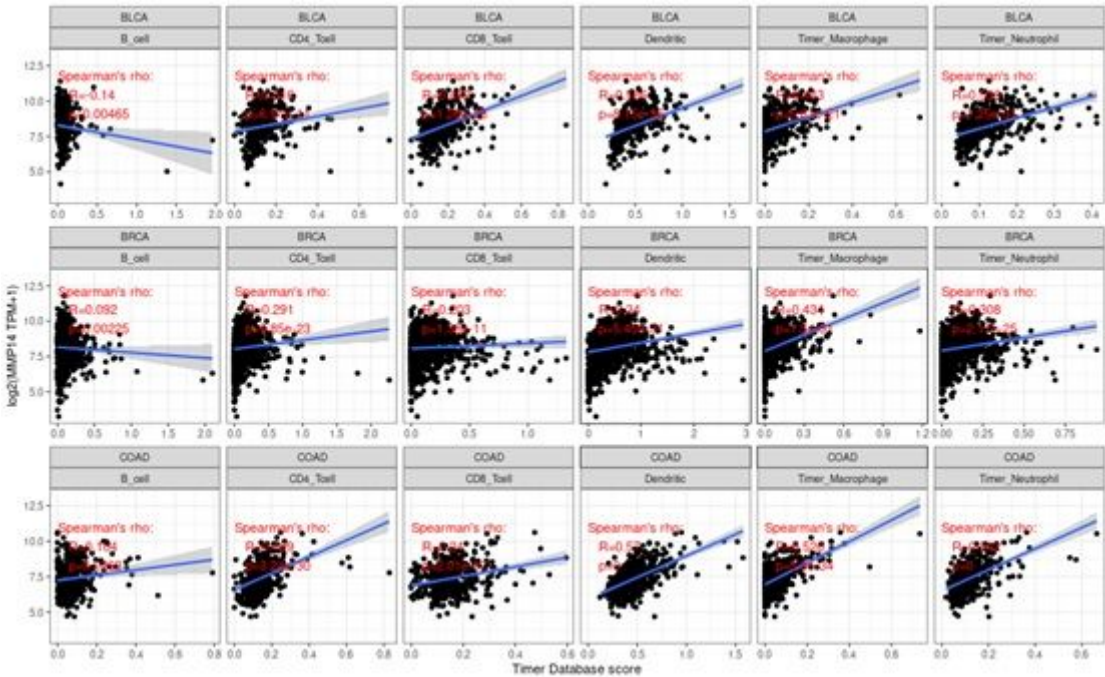 BLCA BLCA BLCA BLCA BLCA BLCA
B_cell CD4_Tcell CD8_Tcell Dendritic Timer_Macrophage Timer_Neutrophil
Spearman's rho: Spearman's rho: Spearman's rho: Spearman's rho: Spearman's rho: Spearman's rho:
R=-0.14
p=0.00465
12.5
10.0
7.5
5.0
0.0 0.5 1.0 1.5 2.0 0.0 0.2 0.4 0.6 0.0 0.2 0.4 0.6 0.8 0.0 0.5 1.0 1.5 0.0 0.2 0.4 0.6 0.0 0.1 0.2 0.3 0.4
BRCA BRCA BRCA BRCA BRCA BRCA
B_cell CD4_Tcell CD8_Tcell Dendritic Timer_Macrophage Timer_Neutrophil
Spearman's rho: Spearman's rho: Spearman's rho: Spearman's rho: Spearman's rho: Spearman's rho:
R=0.092 R=0.291 R=0.434
12.5
10.0
7.5
5.0
log2(MMP14 TPM+1)
0.0 0.5 1.0 1.5 2.0 0.0 0.5 1.0 1.5 2.0 0.0 0.5 1.0 0 1 2 3 0.0 0.3 0.6 0.9 1.2 0.00 0.25 0.50 0.75
COAD COAD COAD COAD COAD COAD
B_cell CD4_Tcell CD8_Tcell Dendritic Timer_Macrophage Timer_Neutrophil
Spearman's rho: Spearman's rho: Spearman's rho: Spearman's rho: Spearman's rho: Spearman's rho:
12.5
10.0
7.5
5.0
0.0 0.2 0.4 0.6 0.8 0.0 0.2 0.4 0.6 0.8 0.0 0.1 0.2 0.3 0.4 0.5 0.6 0.0 0.5 1.0 1.5 0.0 0.2 0.4 0.6 0.0 0.2 0.4 0.6
Timer Database score